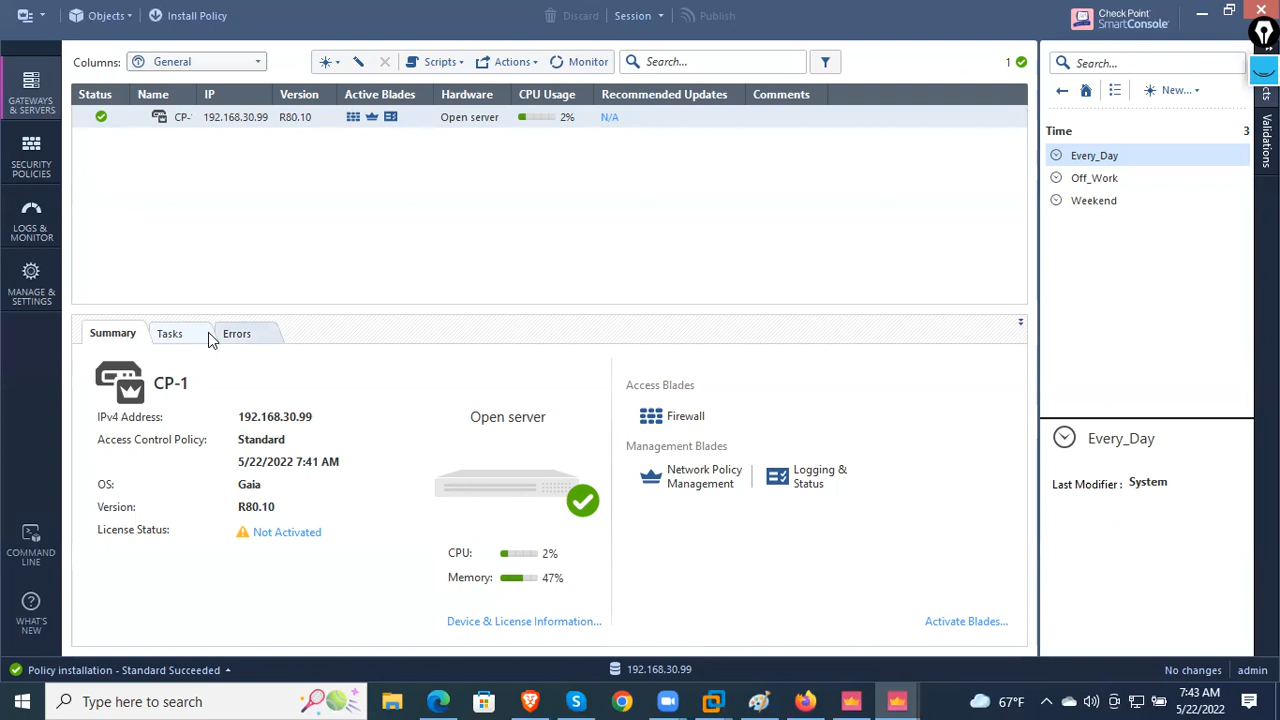 Objects
Install Policy
Discard
Session
Publish
Check Point
SmartConsole
Columns:
General
Scripts
Actions
Monitor
Search...
1
Search...
New...
Status
Name
IP
Version
Active Blades
Hardware
CPU Usage
Recommended Updates
Comments
CP-
192.168.30.99
R80.10
Open server
2%
N/A
GATEWAYS
& SERVERS
SECURITY
POLICIES
LOGS &
MONITOR
MANAGE &
SETTINGS
COMMAND
LINE
WHAT'S
NEW
Time
3
Every_Day
Off_Work
Weekend
Validations
Summary
Tasks
Errors
CP-1
IPv4 Address:
192.168.30.99
Access Control Policy:
Standard
5/22/2022 7:41 AM
OS:
Gaia
Version:
R80.10
License Status:
Not Activated
Open server
CPU:
2%
Memory:
47%
Device & License Information...
Access Blades
Firewall
Management Blades
Network Policy
Management
Logging &
Status
Activate Blades...
Every_Day
Last Modifier :
System
Policy installation - Standard Succeeded
192.168.30.99
No changes
admin
Type here to search
67°F
7:43 AM
5/22/2022